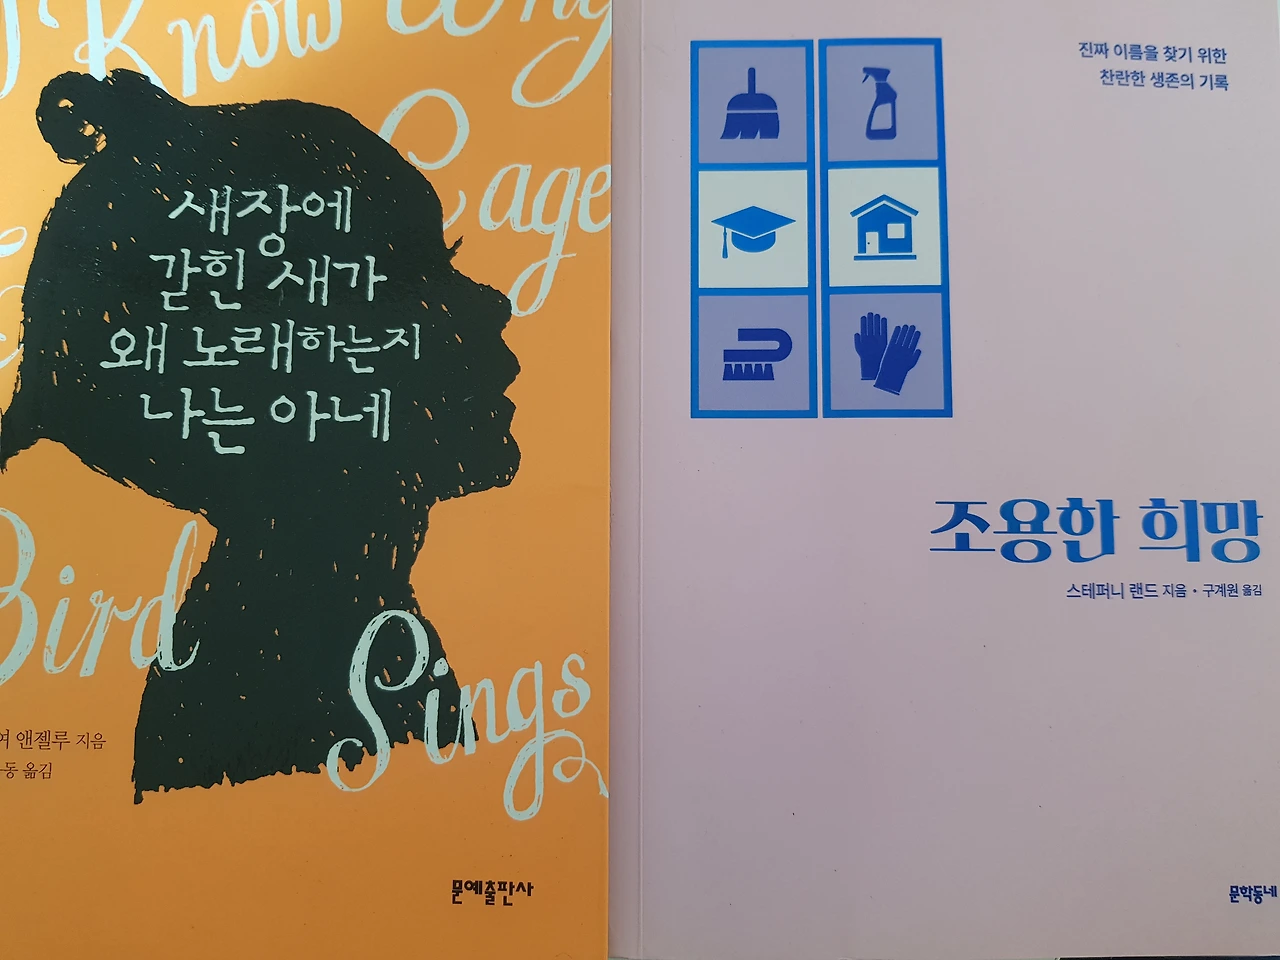 Know Why
Cage
새장에
갇힌 새가
왜 노래하는지
나는 아네
Bird
Sings
앤젤루 지음
옮김
문예출판사
진짜 이름을 찾기 위한
찬란한 생존의 기록
조용한 희망
스테퍼니 랜드 지음 • 구계원 옮김
문학동네